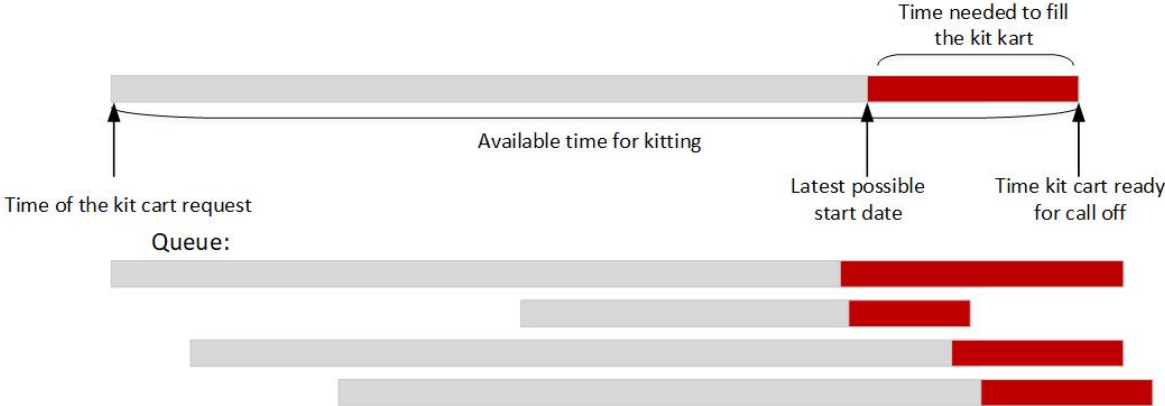 Time needed to fill
the kit kart
Available time for kitting
Time of the kit cart request
Latest possible
start date
Time kit cart ready
for call off
Queue: